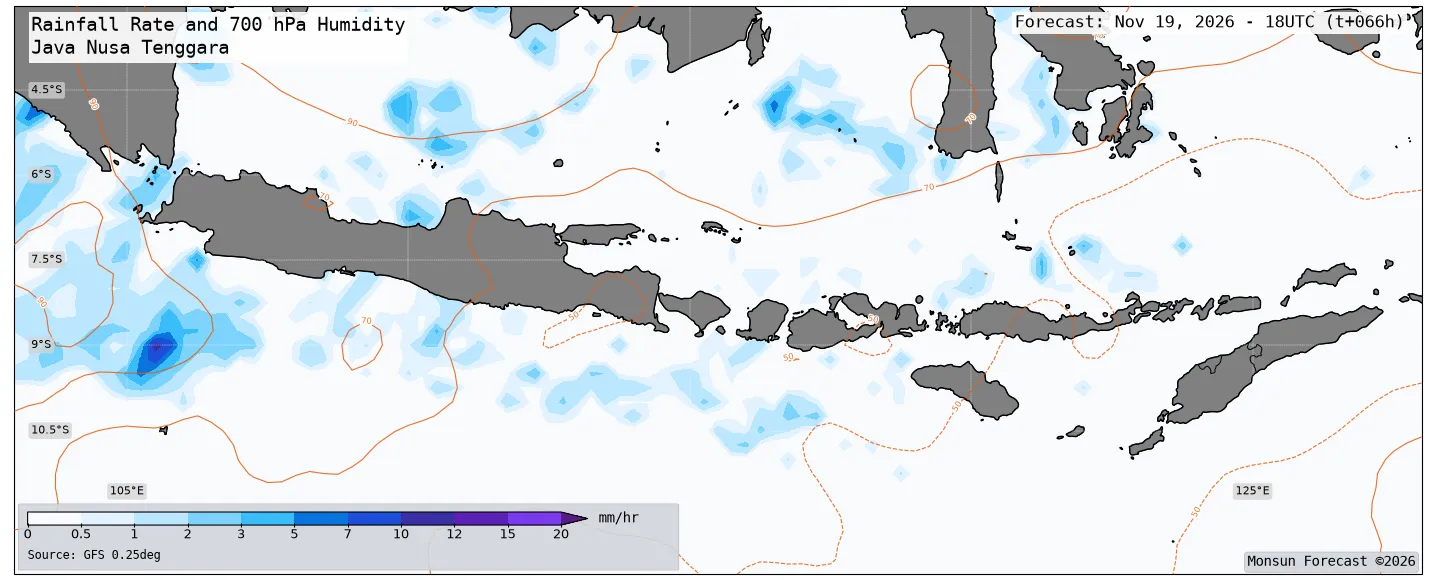 Rainfall Rate and 700 hPa Humidity
Java Nusa Tenggara
Forecast: Nov 19, 2026 - 18UTC (t+066h)
4.5°S
90
90
70
6°S
70
70
7.5°S
90
50
70
50
9°S
50
50
10.5°S
105°E
125°E
50
mm/hr
0 0.5 1 2 3 5 7 10 12 15 20
Source: GFS 0.25deg
Monsun Forecast ©2026